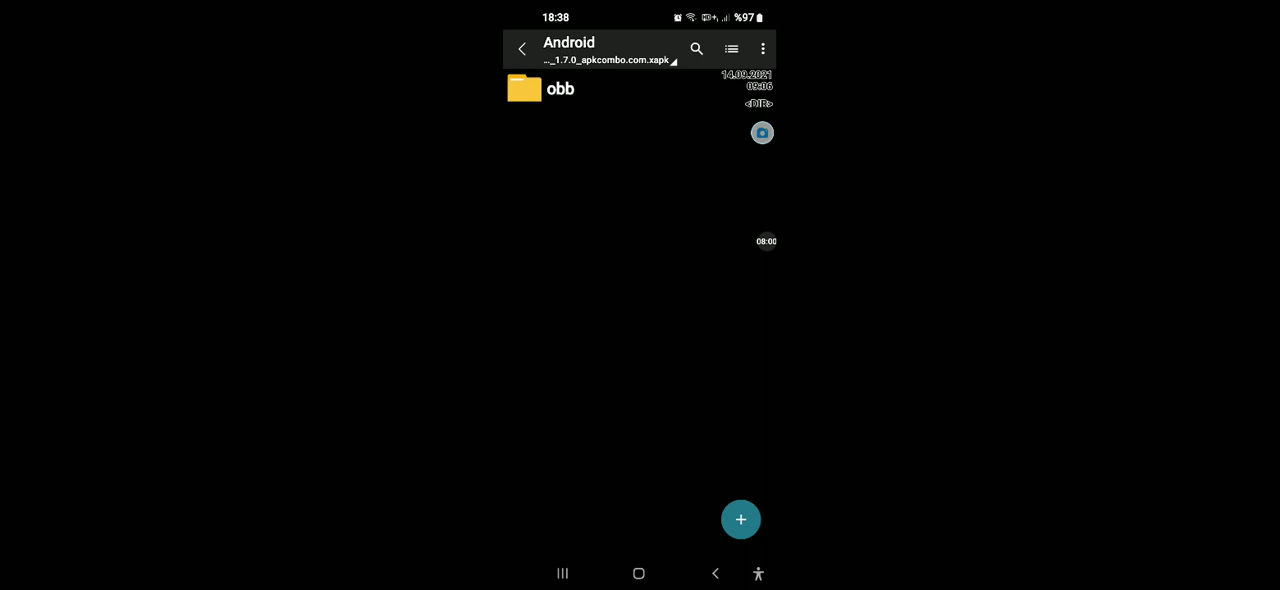 18:38
%97
Android
..._1.7.0_apkcombo.com.xapk
obb
14.09.2021
09:06
<DIR>
08:00